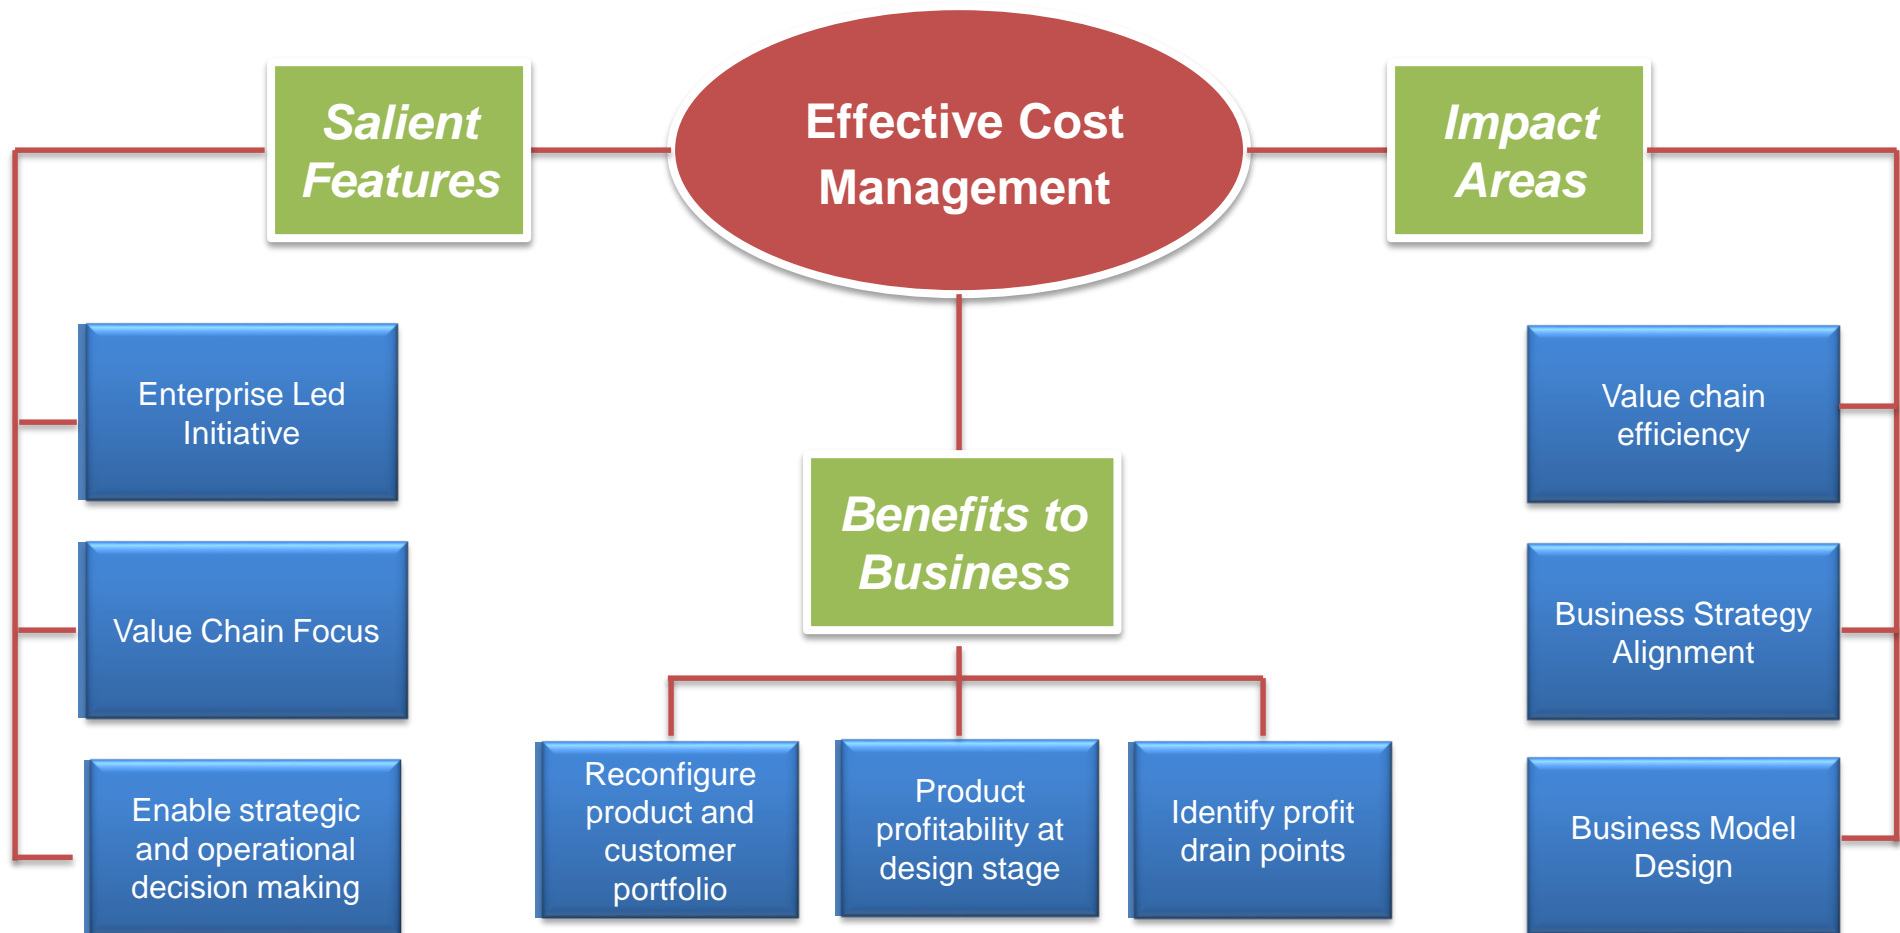 Effective Cost
Management
Salient
Features
Enterprise Led
Initiative
Value Chain Focus
Enable strategic
and operational
decision making
Benefits to
Business
Reconfigure
product and
customer
portfolio
Product
profitability at
design stage
Identify profit
drain points
Impact
Areas
Value chain
efficiency
Business Strategy
Alignment
Business Model
Design